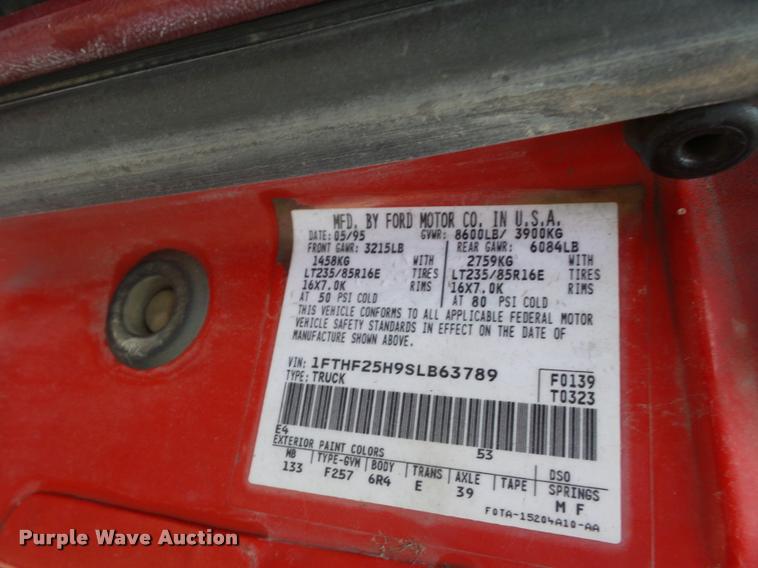 MFD. BY FORD MOTOR CO. IN U.S.A.
DATE: 05/95 GVWR: 8600LB/ 3900KG
FRONT GAWR: 3215LB REAR GAWR: 6084LB
1458KG WITH 2759KG WITH
LT235/85R16E TIRES LT235/85R16E TIRES
16X7.0K RIMS 16X7.0K RIMS
AT 50 PSI COLD AT 80 PSI COLD
THIS VEHICLE CONFORMS TO ALL APPLICABLE FEDERAL MOTOR
VEHICLE SAFETY STANDARDS IN EFFECT ON THE DATE OF
MANUFACTURE SHOWN ABOVE.
VIN: 1FTHF25H9SLB63789 F0139
TYPE: TRUCK T0323
E4 53
EXTERIOR PAINT COLORS DSO
WB TYPE-GVM BODY TRANS AXLE TAPE SPRINGS
133 F257 6R4 E 39 M F
F0TA-15204A10-AA
Purple Wave Auction